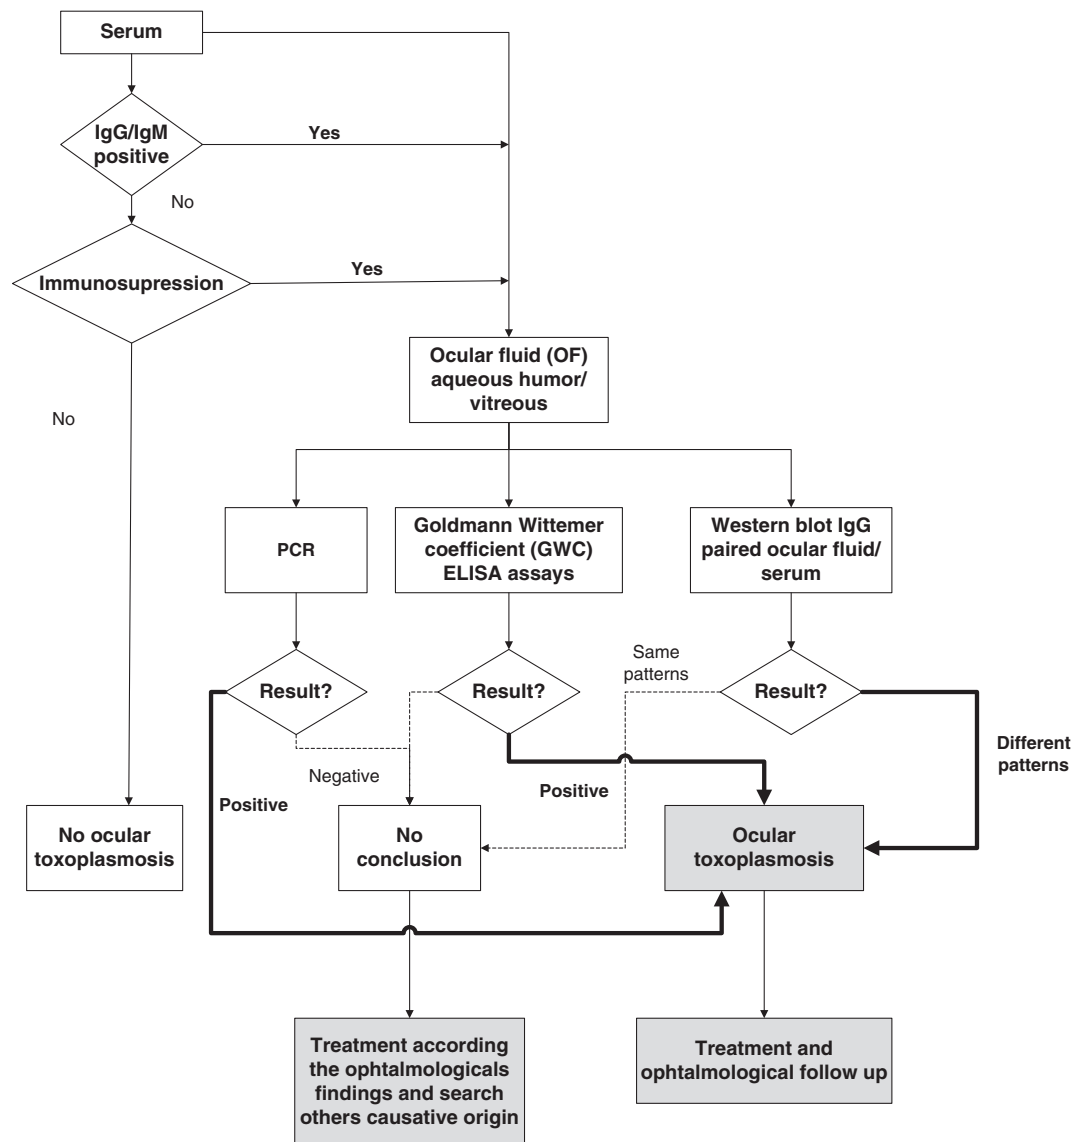 Serum
IgG/IgM
positive
Yes
No
Immunosupression
Yes
No
Ocular fluid (OF)
aqueous humor/
vitreous
PCR
Goldmann Wittemer
coefficient (GWC)
ELISA assays
Western blot IgG
paired ocular fluid/
serum
Result?
Result?
Same
patterns
Result?
Different
patterns
Negative
Positive
Positive
No ocular
toxoplasmosis
No
conclusion
Ocular
toxoplasmosis
Treatment according
the ophtalmologicals
findings and search
others causative origin
Treatment and
ophtalmological follow up